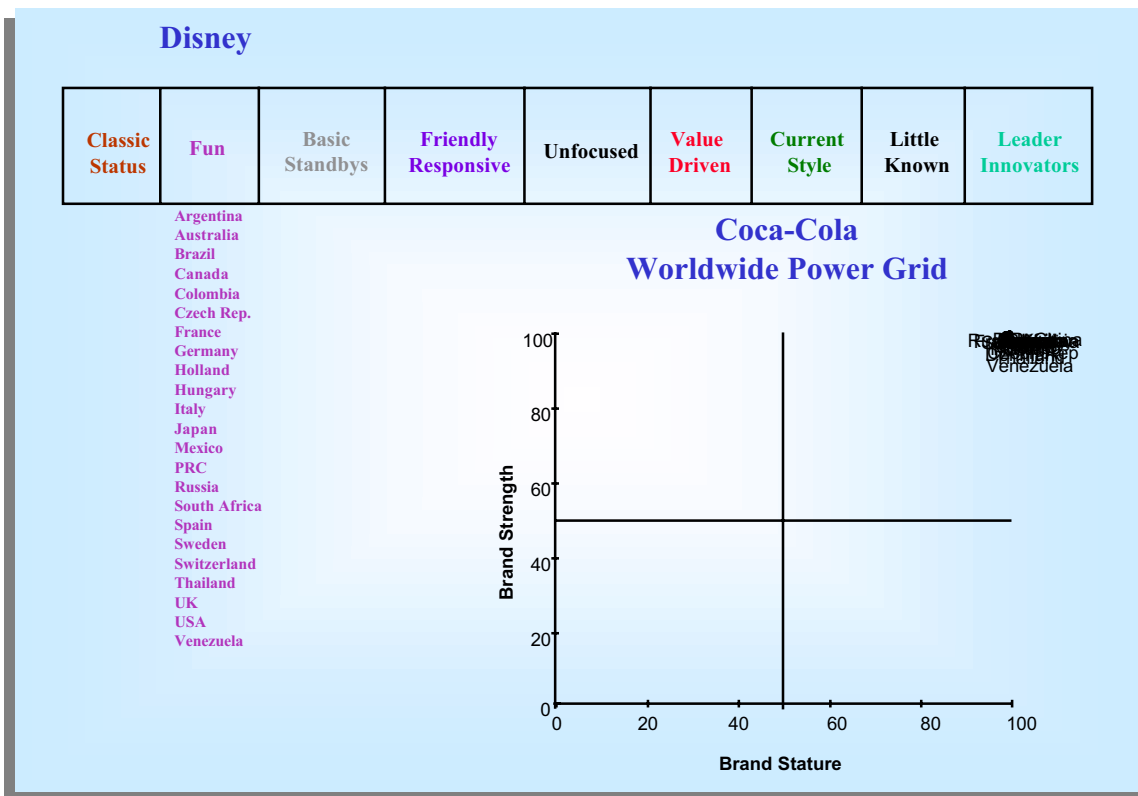 Disney
Classic
Status
Fun
Basic
Standbys
Friendly
Responsive
Unfocused
Value
Driven
Current
Style
Little
Known
Leader
Innovators
Argentina
Australia
Brazil
Canada
Colombia
Czech Rep.
France
Germany
Holland
Hungary
Italy
Japan
Mexico
PRC
Russia
South Africa
Spain
Sweden
Switzerland
Thailand
UK
USA
Venezuela
Coca-Cola
Worldwide Power Grid
100
80
60
40
20
0
Brand Strength
Venezuela
0 20 40 60 80 100
Brand Stature